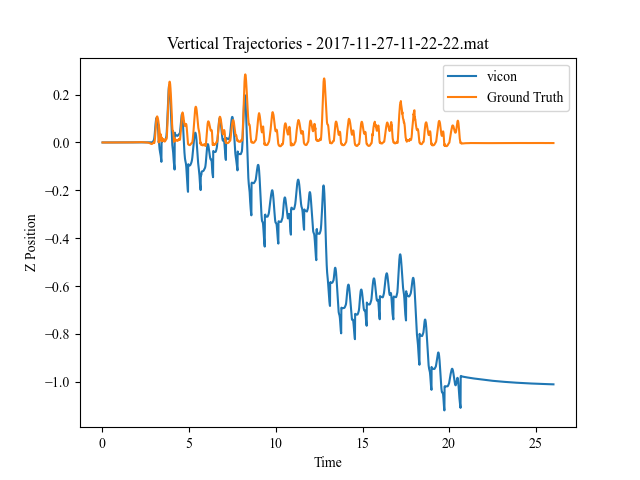 Vertical Trajectories - 2017-11-27-11-22-22.mat
vicon
Ground Truth
Z Position
0.2
0.0
−0.2
−0.4
−0.6
−0.8
−1.0
0 5 10 15 20 25
Time